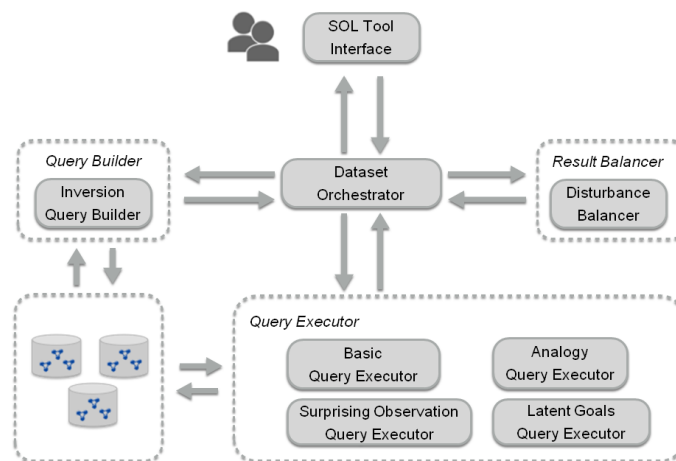 SOL Tool
Interface
Query Builder
Inversion
Query Builder
Dataset
Orchestrator
Result Balancer
Disturbance
Balancer
Query Executor
Basic
Query Executor
Analogy
Query Executor
Surprising Observation
Query Executor
Latent Goals
Query Executor